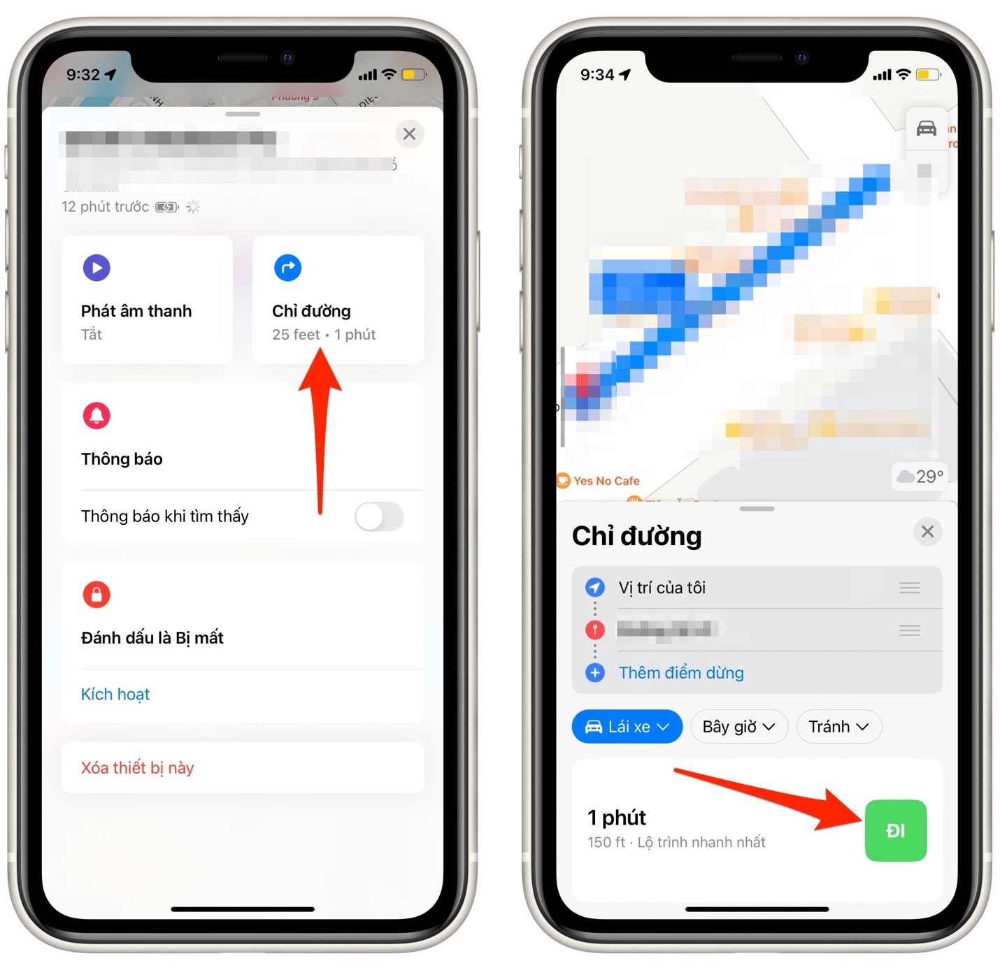 9:32
Phường 5
12 phút trước
Phát âm thanh
Tắt
Chỉ đường
25 feet • 1 phút
Thông báo
Thông báo khi tìm thấy
Đánh dấu là Bị mất
Kích hoạt
Xóa thiết bị này
9:34
Yes No Cafe
29°
Chỉ đường
Vị trí của tôi
Thêm điểm dừng
Lái xe
Bây giờ
Tránh
1 phút
150 ft · Lộ trình nhanh nhất
ĐI